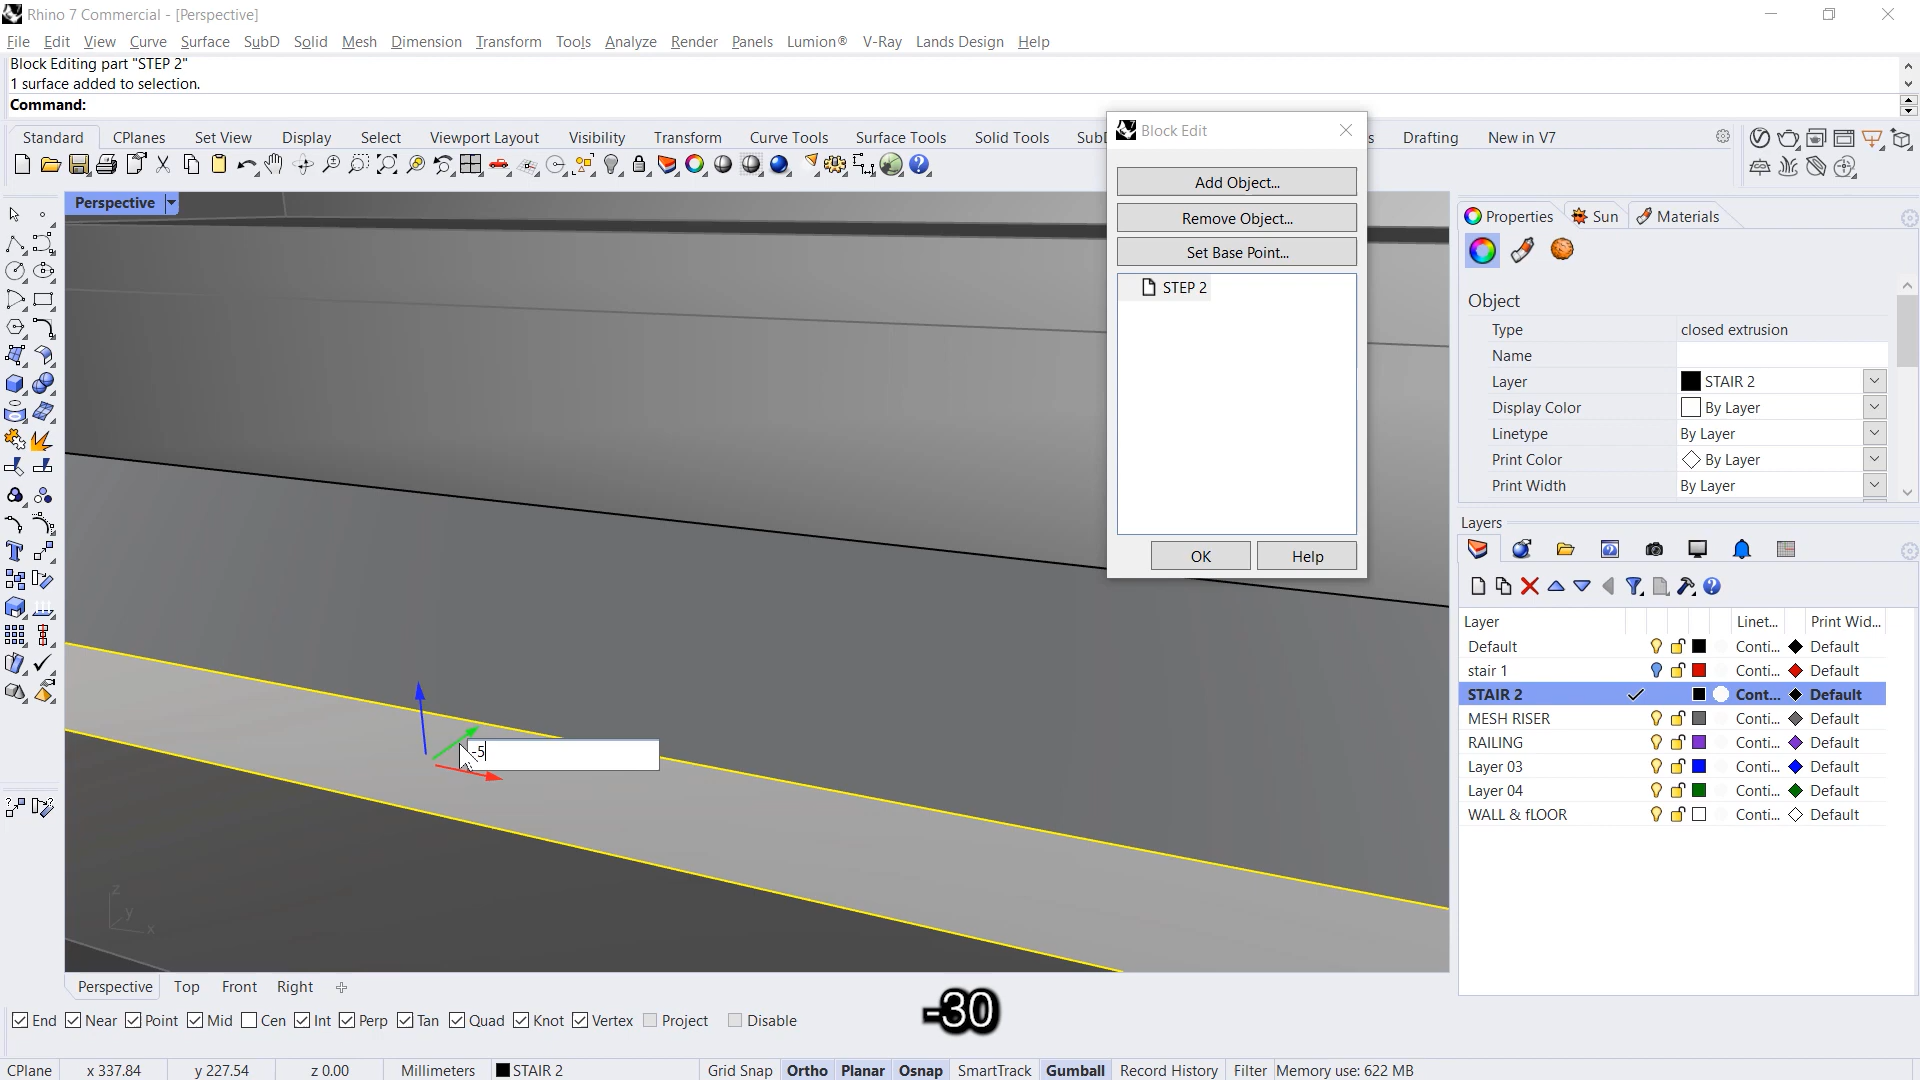 Rhino 7 Commercial - [Perspective]
File Edit View Curve Surface SubD Solid Mesh Dimension Transform Tools Analyze Render Panels Lumion® V-Ray Lands Design Help
Block Editing part "STEP 2"
1 surface added to selection.
Command:
Standard CPlanes Set View Display Select Viewport Layout Visibility Transform Curve Tools Surface Tools Solid Tools Drafting New in V7
Perspective
Block Edit
Add Object...
Remove Object...
Set Base Point...
STEP 2
OK Help
Properties Sun Materials
Object
Type closed extrusion
Name
Layer STAIR 2
Display Color By Layer
Linetype By Layer
Print Color By Layer
Print Width By Layer
Layers
Layer Linet... Print Wid...
Default Conti... Default
stair 1 Conti... Default
STAIR 2 Cont... Default
MESH RISER Conti... Default
RAILING Conti... Default
Layer 03 Conti... Default
Layer 04 Conti... Default
WALL & fLOOR Conti... Default
-5
z
y
x
Perspective Top Front Right
-30
End Near Point Mid Cen Int Perp Tan Quad Knot Vertex Project Disable
CPlane x 337.84 y 227.54 z 0.00 Millimeters STAIR 2 Grid Snap Ortho Planar Osnap SmartTrack Gumball Record History Filter Memory use: 622 MB